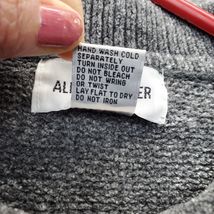 HAND WASH COLD
SEPARATELY
TURN INSIDE OUT
DO NOT BLEACH
DO NOT WRING
OR TWIST
LAY FLAT TO DRY
DO NOT IRON